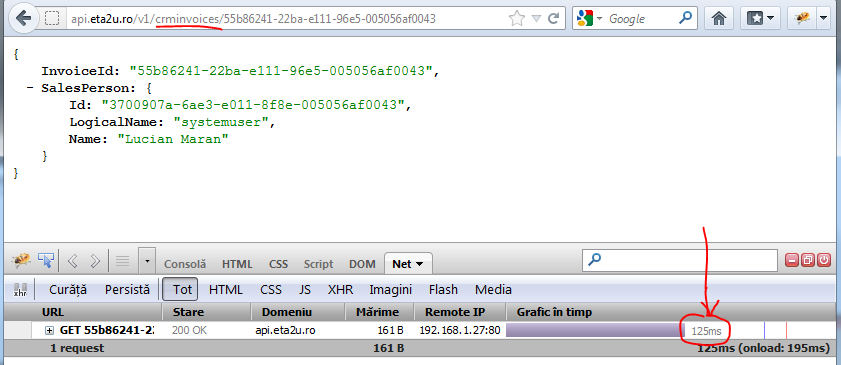 api.eta2u.ro/v1/crminvoices/55b86241-22ba-e111-96e5-005056af0043
Google
{
InvoiceId: "55b86241-22ba-e111-96e5-005056af0043",
- SalesPerson: {
Id: "3700907a-6ae3-e011-8f8e-005056af0043",
LogicalName: "systemuser",
Name: "Lucian Maran"
}
}
Consolă HTML CSS Script DOM Net
xhr Curăță Persistă Tot HTML CSS JS XHR Imagini Flash Media
URL Stare Domeniu Mărime Remote IP Grafic în timp
GET 55b86241-22 200 OK api.eta2u.ro 161 B 192.168.1.27:80 125ms
1 request 161 B 125ms (onload: 195ms)